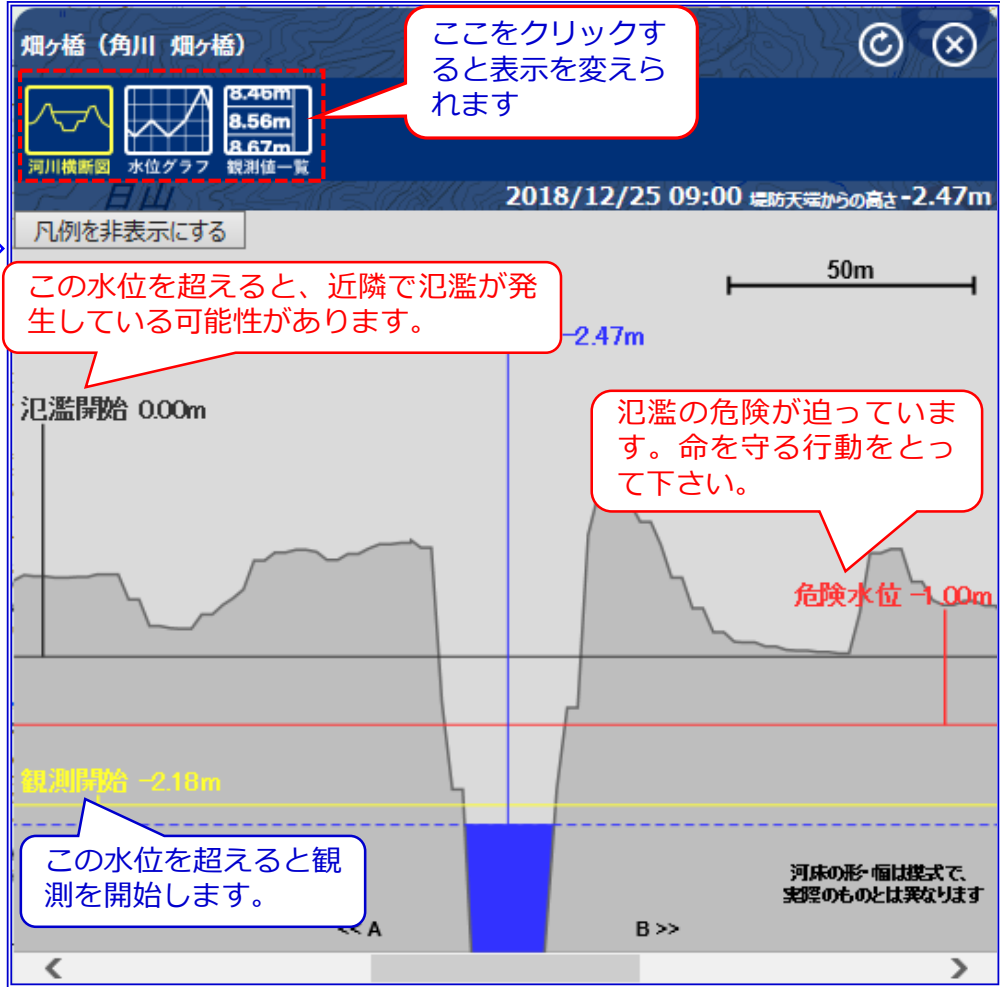 畑ヶ橋（角川 畑ヶ橋）
ここをクリックす
ると表示を変えら
れます
8.46m
8.56m
8.67m
河川横断図 水位グラフ 観測値一覧
2018/12/25 09:00 堤防天端からの高さ-2.47m
凡例を非表示にする
50m
この水位を超えると、近隣で氾濫が発
生している可能性があります。
-2.47m
氾濫開始 0.00m
氾濫の危険が迫っていま
す。命を守る行動をとっ
て下さい。
危険水位 -1.00m
観測開始 -2.18m
この水位を超えると観
測を開始します。
河床の形・幅は模式で、
実際のものとは異なります
<< A
B >>